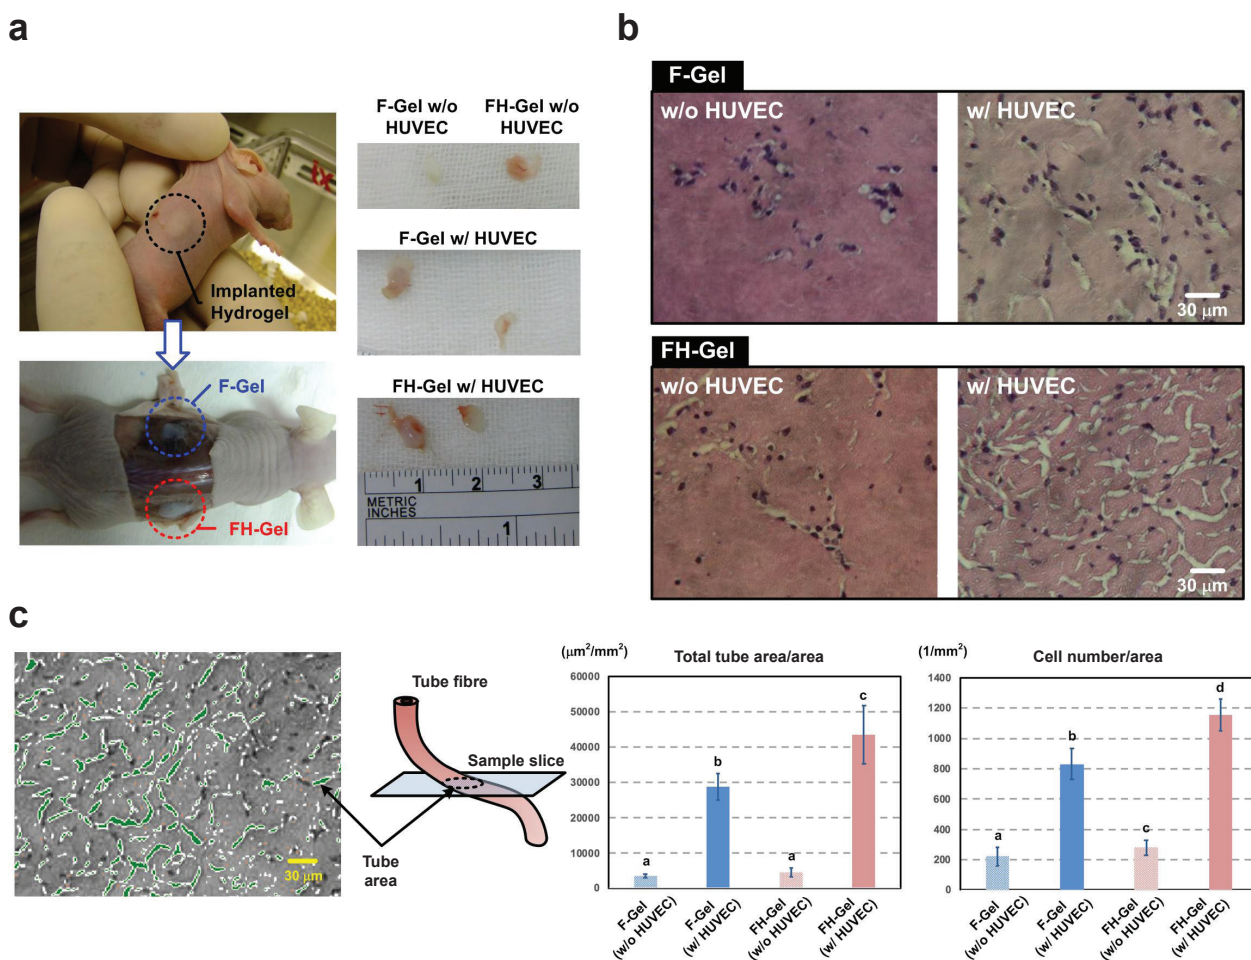 a
F-Gel w/o
HUVEC
FH-Gel w/o
HUVEC
Implanted
Hydrogel
F-Gel w/ HUVEC
F-Gel
FH-Gel
FH-Gel w/ HUVEC
1
2
3
METRIC
INCHES
1
b
F-Gel
w/o HUVEC
w/ HUVEC
30 μm
FH-Gel
w/o HUVEC
w/ HUVEC
30 μm
c
30 μm
Tube fibre
Sample slice
Tube
area
(μm²/mm²)
Total tube area/area
60000
50000
40000
30000
20000
10000
0
a
b
a
c
F-Gel
(w/o HUVEC)
F-Gel
(w/ HUVEC)
FH-Gel
(w/o HUVEC)
FH-Gel
(w/ HUVEC)
(1/mm²)
Cell number/area
1400
1200
1000
800
600
400
200
0
a
b
c
d
F-Gel
(w/o HUVEC)
F-Gel
(w/ HUVEC)
FH-Gel
(w/o HUVEC)
FH-Gel
(w/ HUVEC)